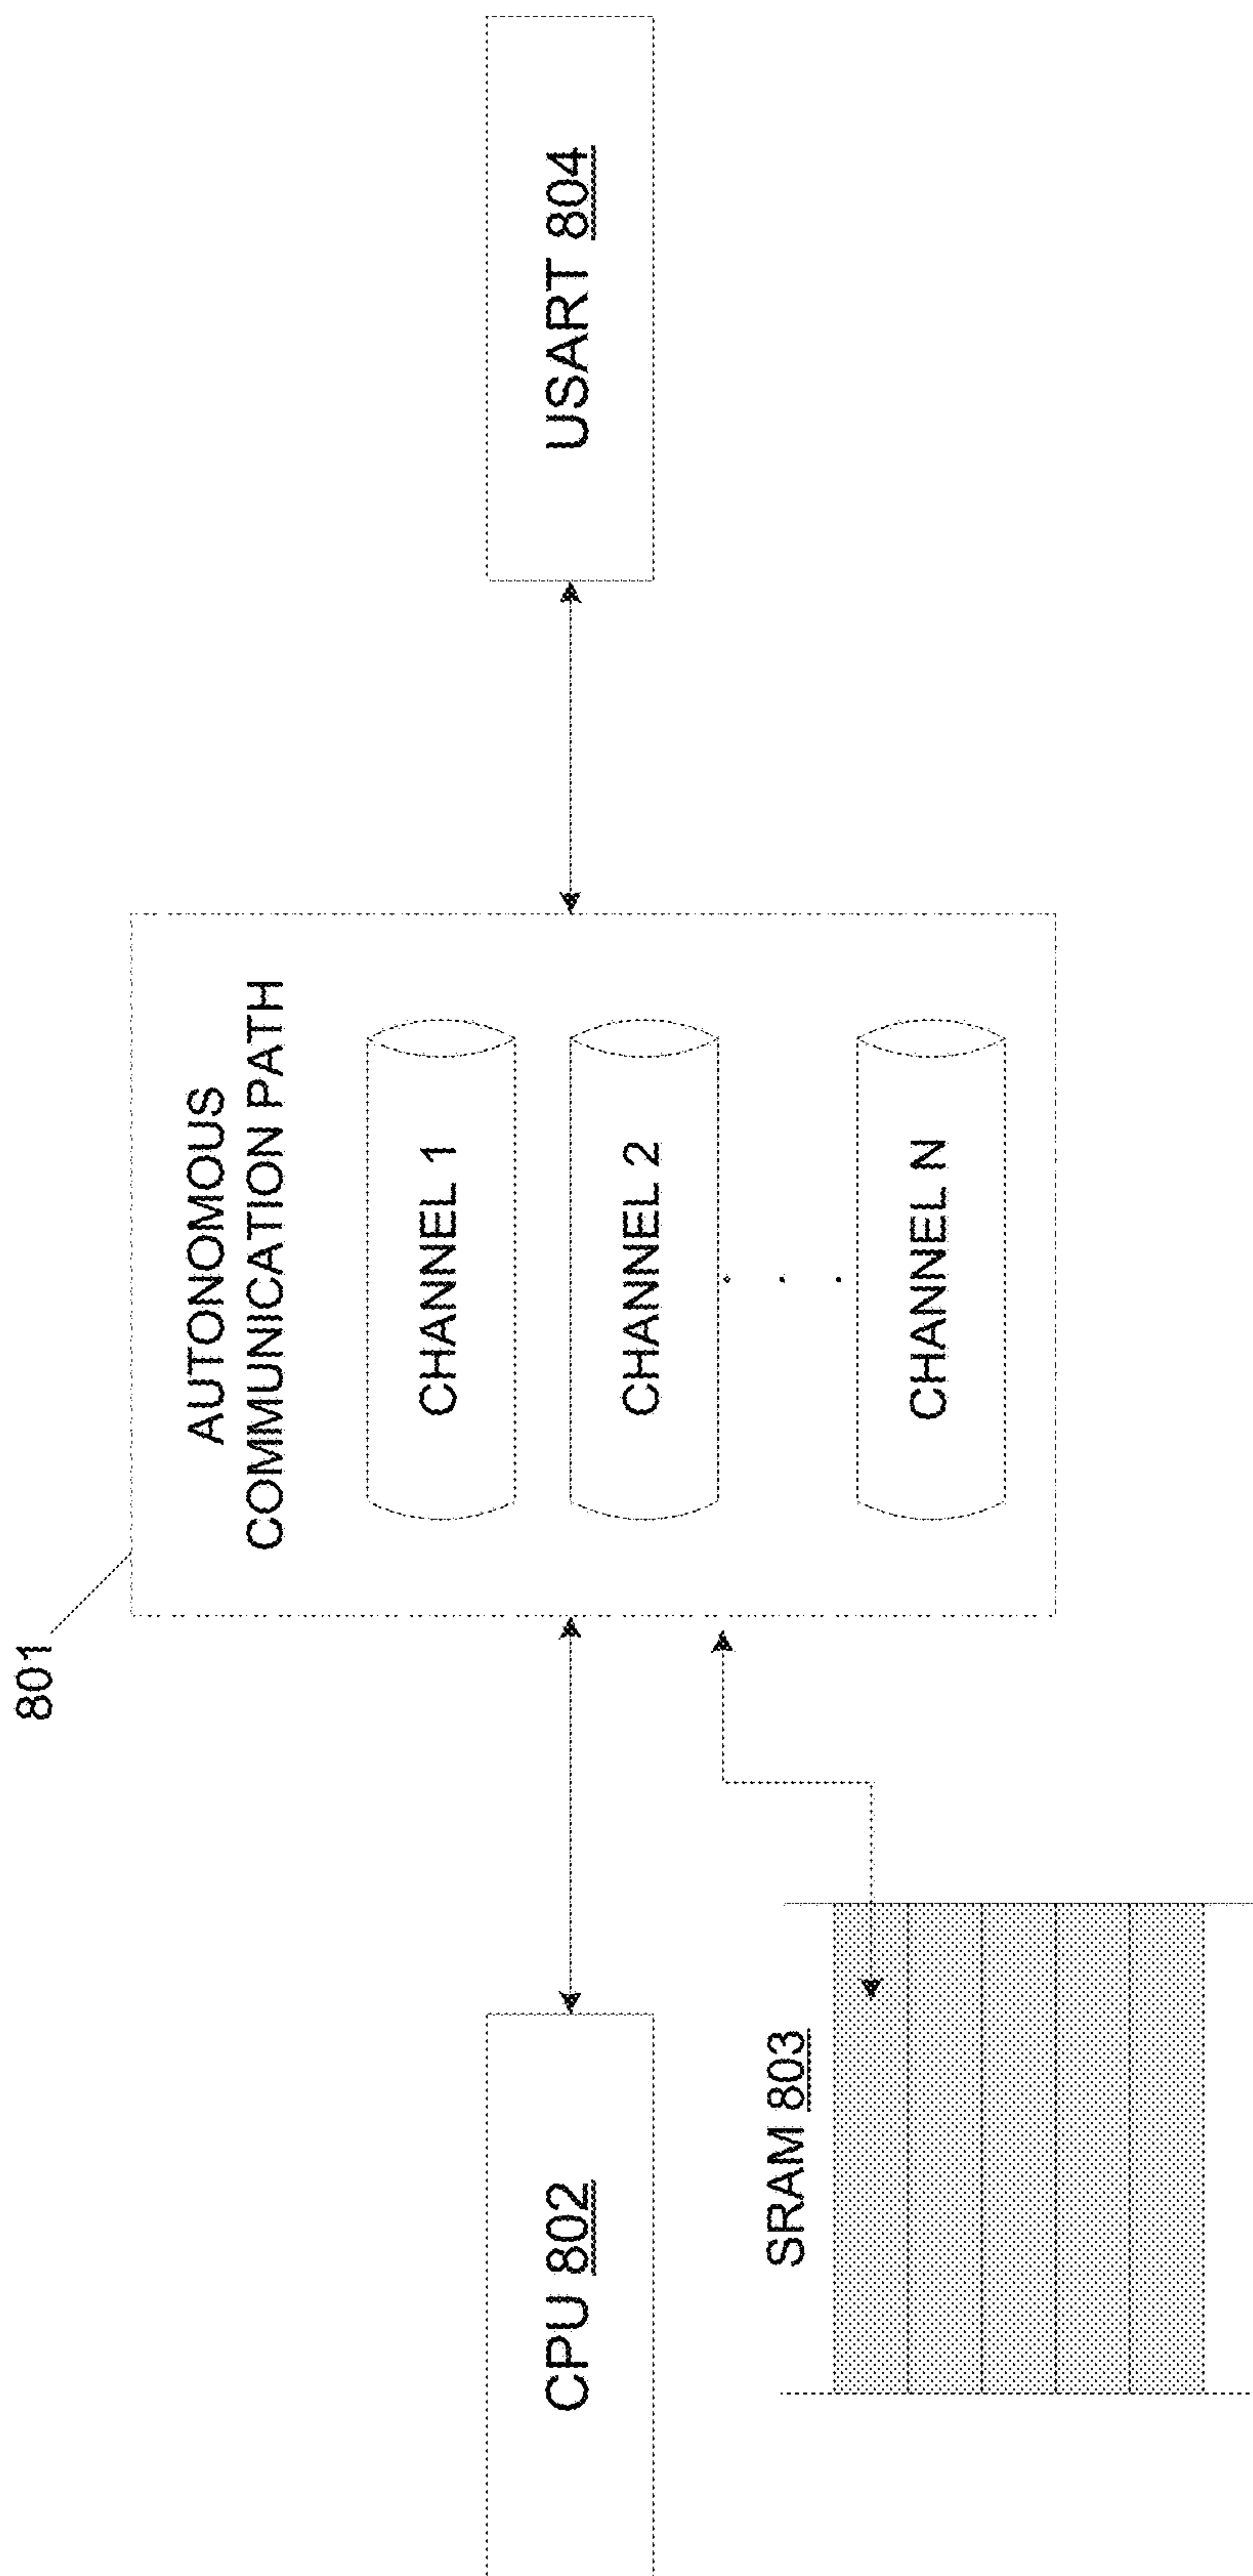 801
AUTONOMOUS
COMMUNICATION PATH
CHANNEL 1
CPU 802
CHANNEL 2
USART 804
SRAM 803
CHANNEL N